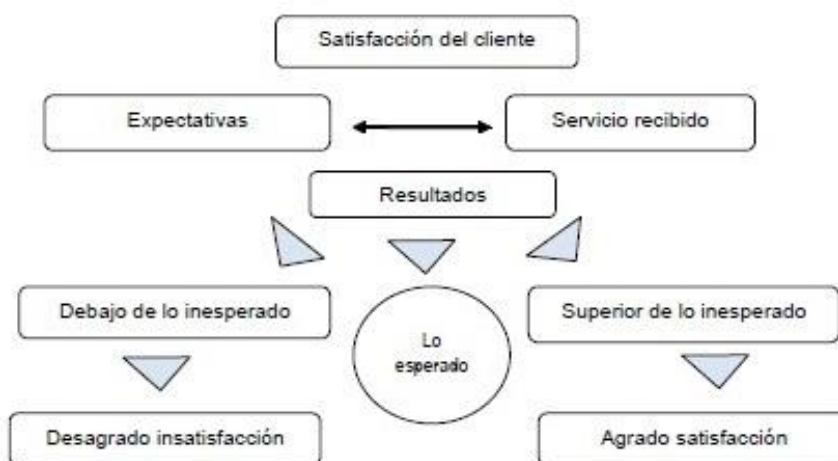 Satisfacción del cliente
Expectativas
Servicio recibido
Resultados
Debajo de lo inesperado
Lo
esperado
Superior de lo inesperado
Desagrado insatisfacción
Agrado satisfacción